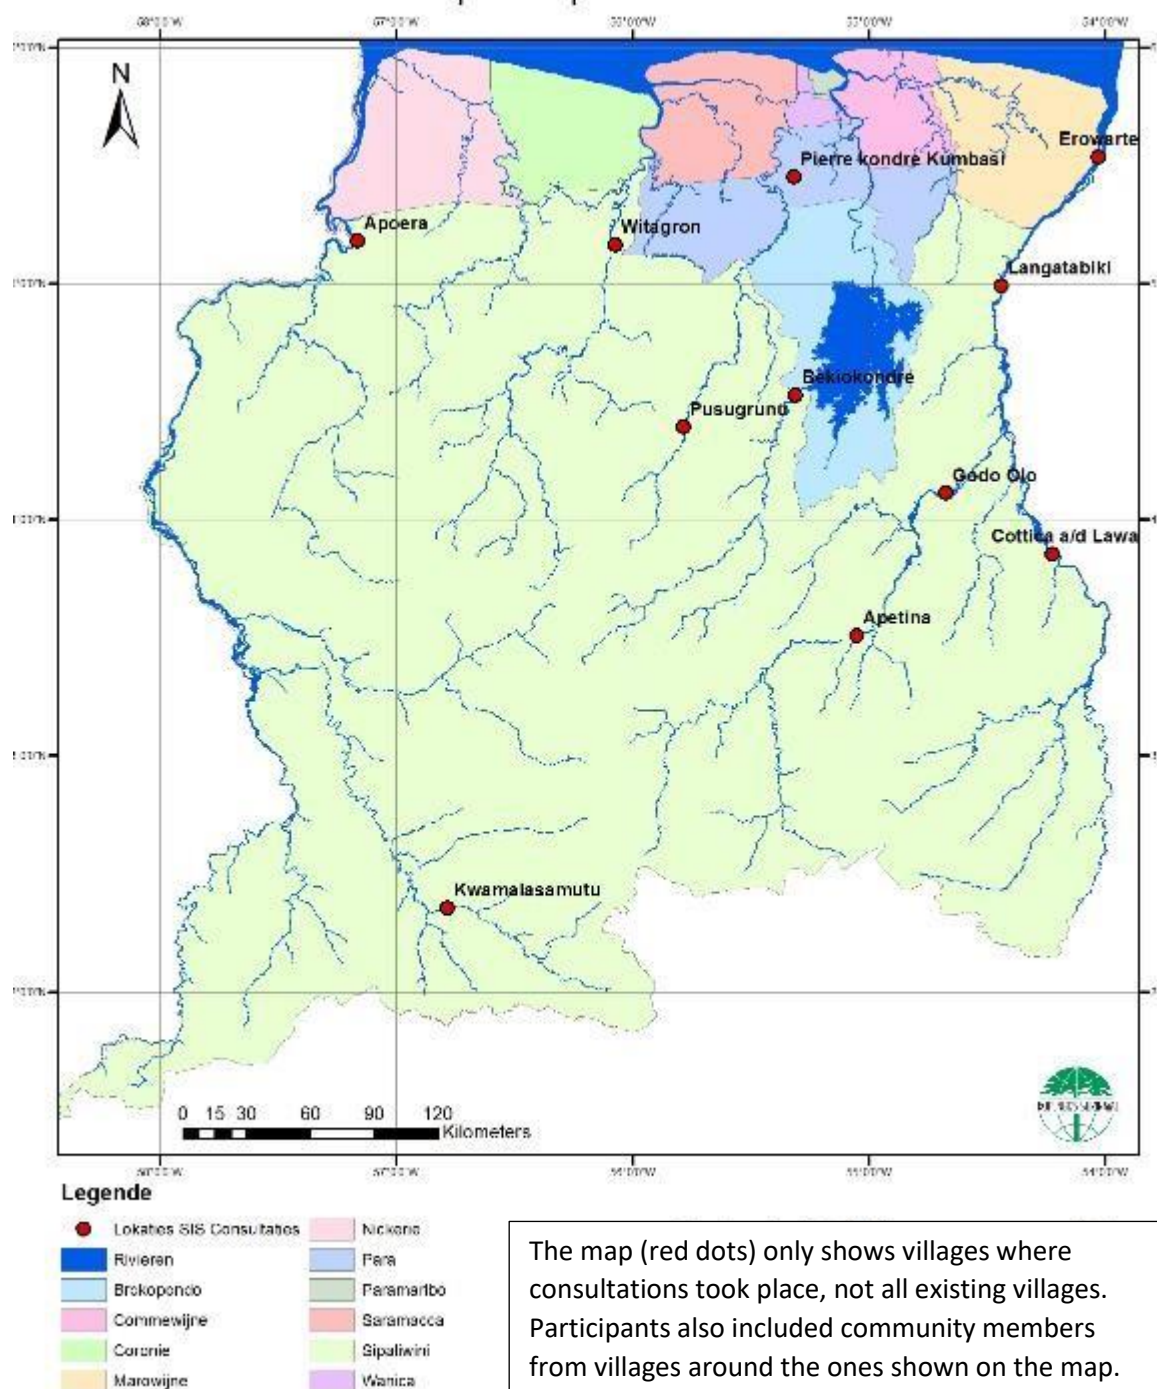 N
Erowarte
Pierre kondre Kumbasi
Apoera
Witagron
Langatabiki
Bekiokondre
Pusugrund
Godo Olo
Cottica a/d Lawa
Apetina
Kwamalasamutu
0 15 30 60 90 120
Kilometers
Legende
Lokaties SIS Consultaties
Nickerie
Rivieren
Para
Brokopondo
Paramaribo
Commewijne
Saramacca
Coronie
Sipaliwini
Marowijne
Wanica
The map (red dots) only shows villages where
consultations took place, not all existing villages.
Participants also included community members
from villages around the ones shown on the map.